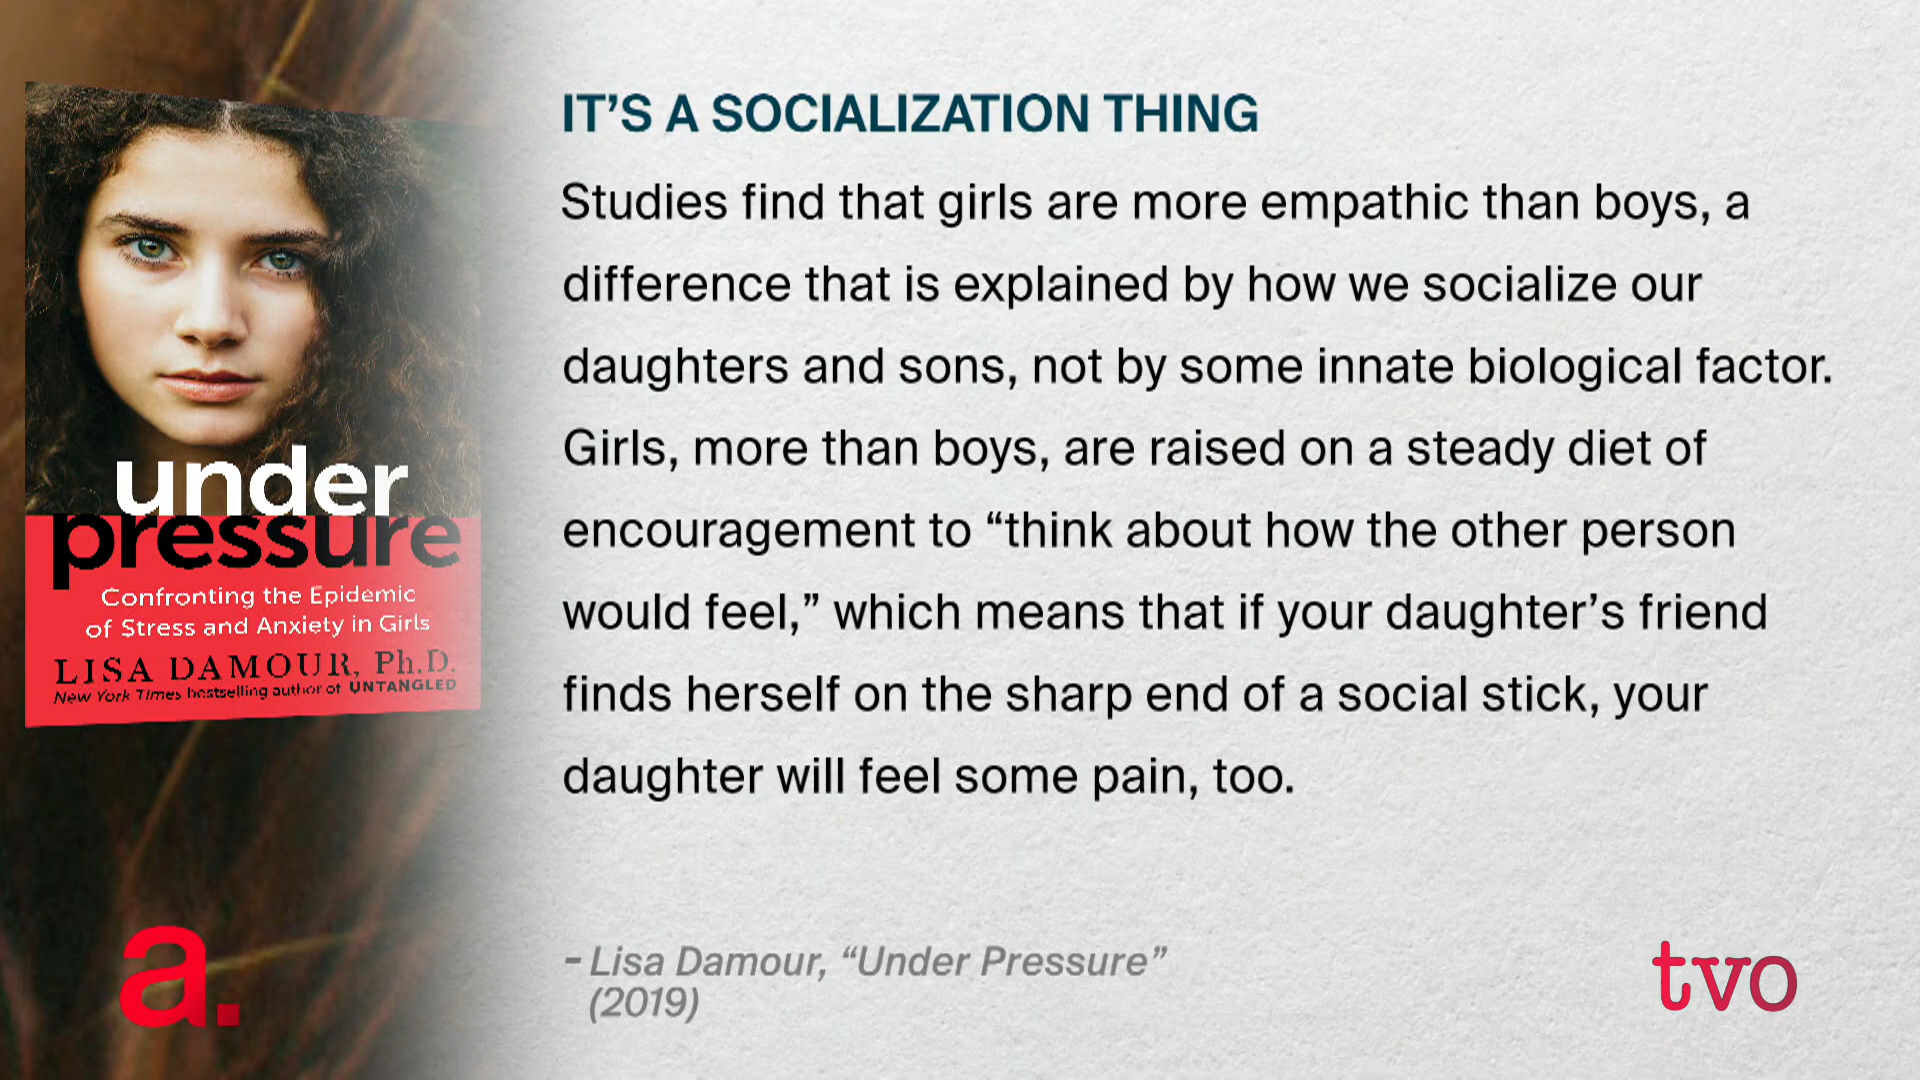 under
pressure
Confronting the Epidemic
of Stress and Anxiety in Girls
LISA DAMOUR, Ph.D.
New York Times bestselling author of UNTANGLED
IT’S A SOCIALIZATION THING
Studies find that girls are more empathic than boys, a
difference that is explained by how we socialize our
daughters and sons, not by some innate biological factor.
Girls, more than boys, are raised on a steady diet of
encouragement to “think about how the other person
would feel,” which means that if your daughter’s friend
finds herself on the sharp end of a social stick, your
daughter will feel some pain, too.
- Lisa Damour, “Under Pressure”
(2019)
a.
tvo